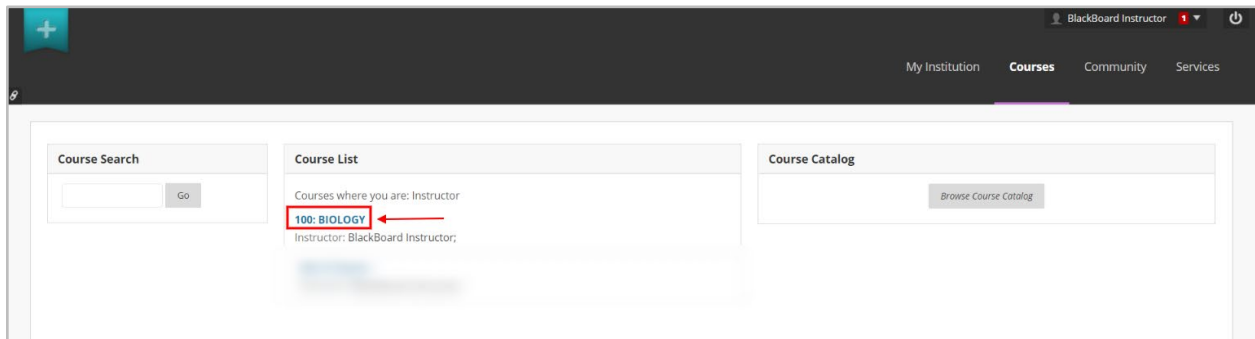 BlackBoard Instructor 1
My Institution Courses Community Services
Course Search
Go
Course List
Courses where you are: Instructor
100: BIOLOGY
Instructor: BlackBoard Instructor;
Course Catalog
Browse Course Catalog